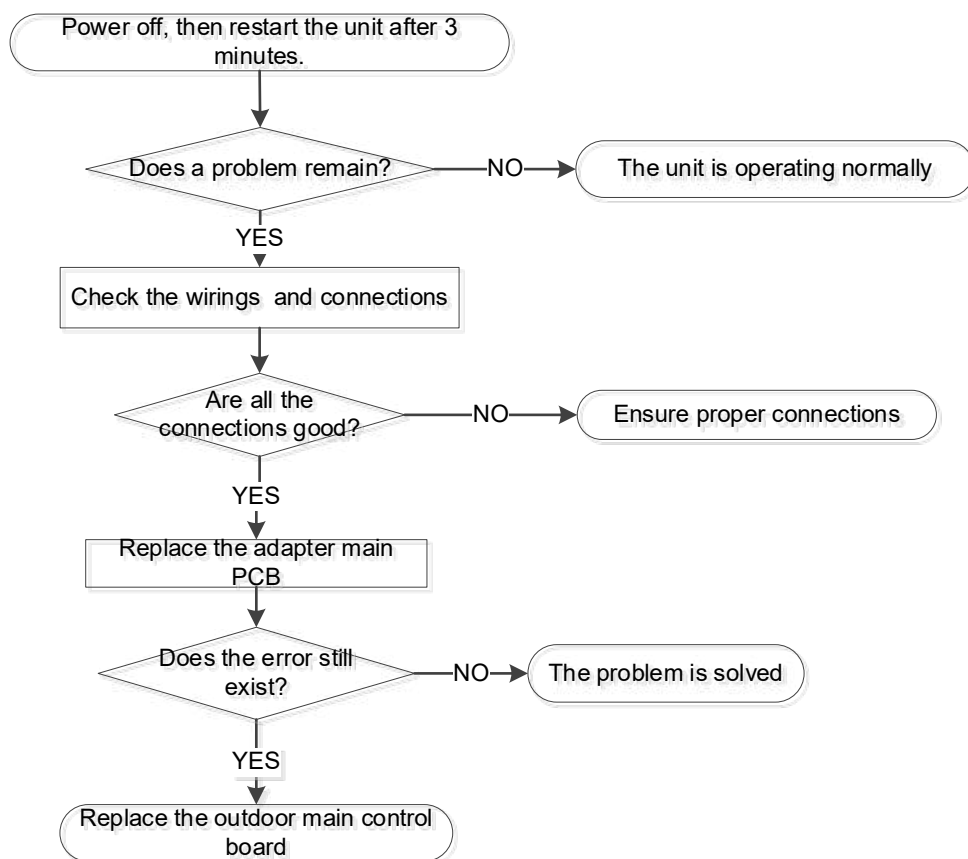 Power off, then restart the unit after 3
minutes.
Does a problem remain?
NO
The unit is operating normally
YES
Check the wirings and connections
Are all the
connections good?
NO
Ensure proper connections
YES
Replace the adapter main
PCB
Does the error still
exist?
NO
The problem is solved
YES
Replace the outdoor main control
board